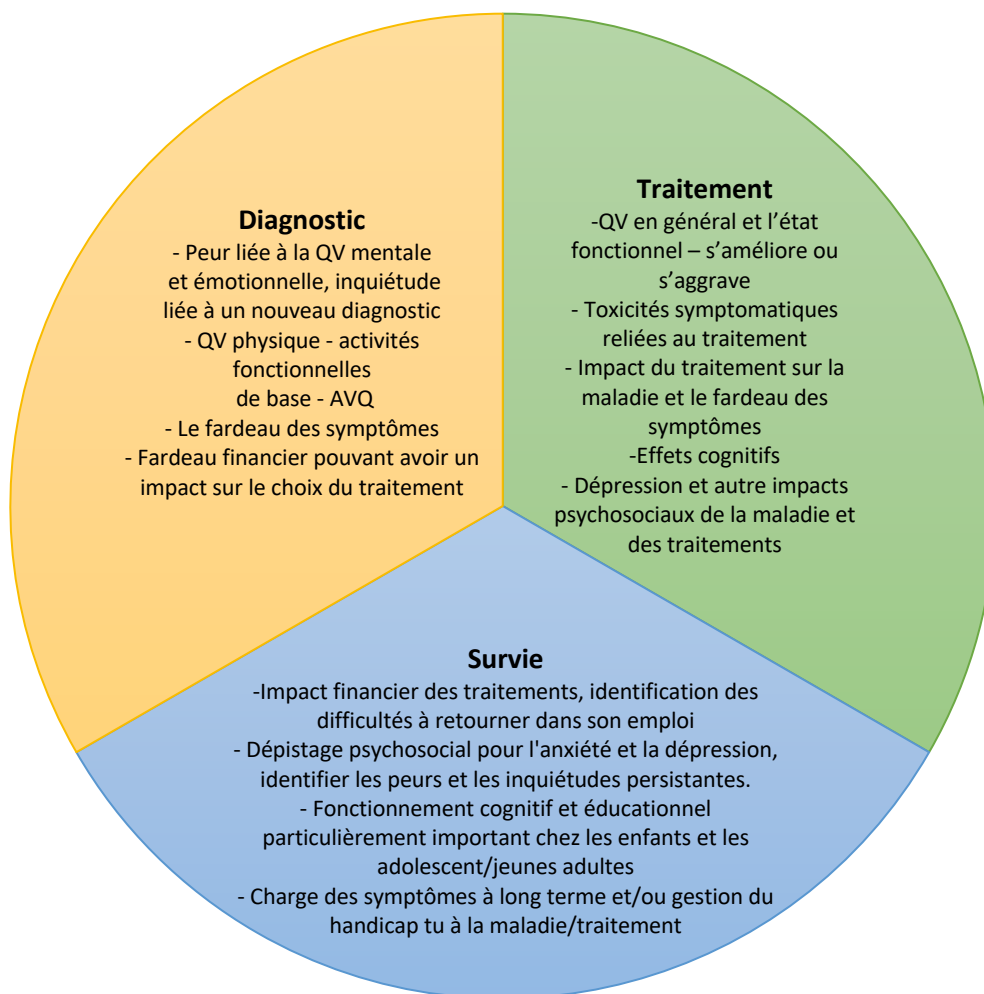 Diagnostic
- Peur liée à la QV mentale
et émotionnelle, inquiétude
liée à un nouveau diagnostic
- QV physique - activités
fonctionnelles
de base - AVQ
- Le fardeau des symptômes
- Fardeau financier pouvant avoir un
impact sur le choix du traitement
Traitement
-QV en général et l’état
fonctionnel – s’améliore ou
s’aggrave
- Toxicités symptomatiques
reliées au traitement
- Impact du traitement sur la
maladie et le fardeau des
symptômes
-Effets cognitifs
- Dépression et autre impacts
psychosociaux de la maladie et
des traitements
Survie
-Impact financier des traitements, identification des
difficultés à retourner dans son emploi
- Dépistage psychosocial pour l'anxiété et la dépression,
identifier les peurs et les inquiétudes persistantes.
- Fonctionnement cognitif et éducationnel
particulièrement important chez les enfants et les
adolescent/jeunes adultes
- Charge des symptômes à long terme et/ou gestion du
handicap tu à la maladie/traitement